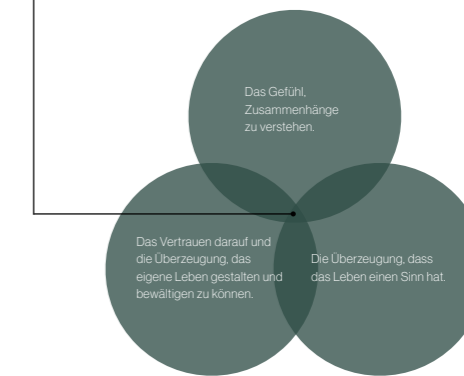 Das Gefühl,
Zusammenhänge
zu verstehen.
Das Vertrauen darauf und
die Überzeugung, das
eigene Leben gestalten und
bewältigen zu können.
Die Überzeugung, dass
das Leben einen Sinn hat.